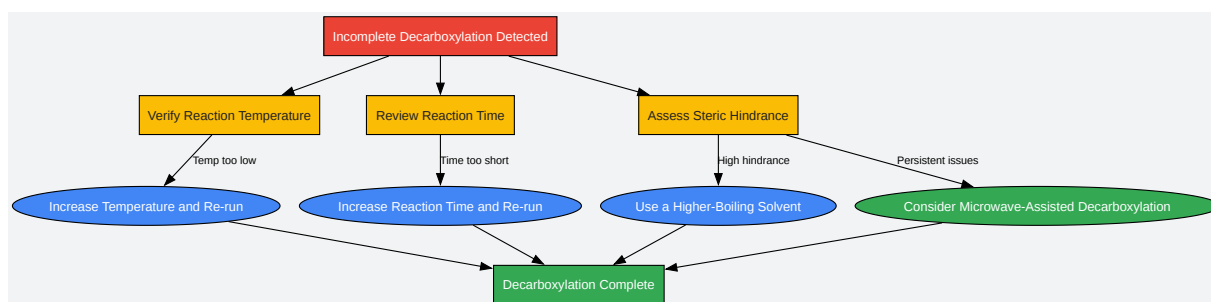 Incomplete Decarboxylation Detected
Verify Reaction Temperature
Review Reaction Time
Assess Steric Hindrance
Temp too low
Time too short
High hindrance
Persistent issues
Increase Temperature and Re-run
Increase Reaction Time and Re-run
Use a Higher-Boiling Solvent
Consider Microwave-Assisted Decarboxylation
Decarboxylation Complete